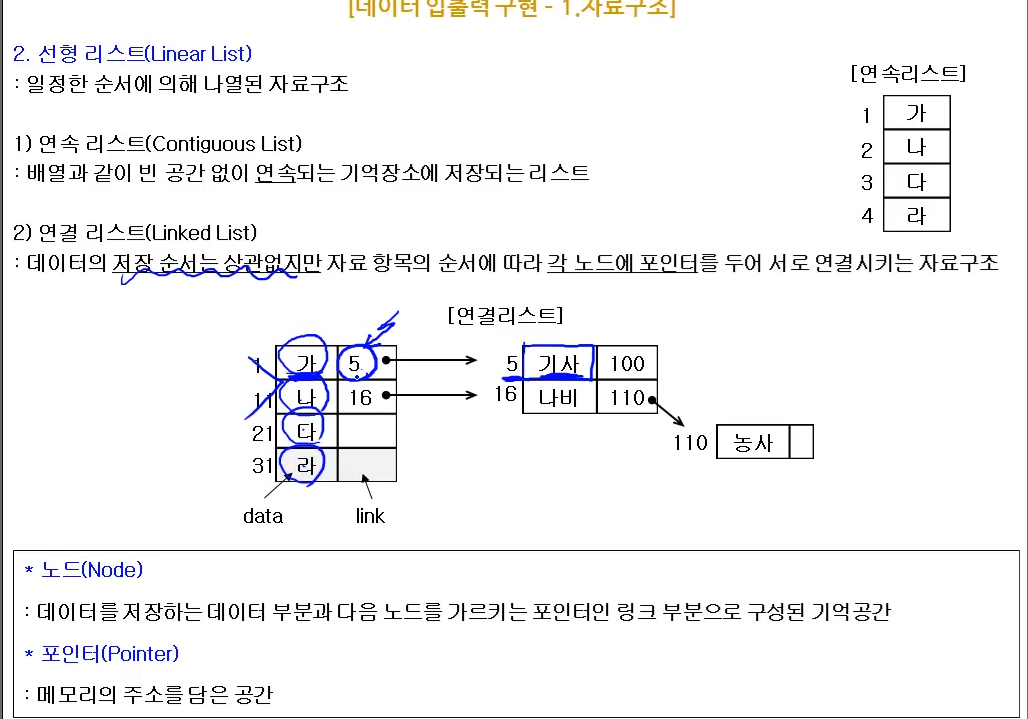 [데이터 입출력 구현 - 1.자료구조]
2. 선형 리스트(Linear List)
: 일정한 순서에 의해 나열된 자료구조
[연속리스트]
1 가
2 나
3 다
4 라
1) 연속 리스트(Contiguous List)
: 배열과 같이 빈 공간 없이 연속되는 기억장소에 저장되는 리스트
2) 연결 리스트(Linked List)
: 데이터의 저장 순서는 상관없지만 자료 항목의 순서에 따라 각 노드에 포인터를 두어 서로 연결시키는 자료구조
[연결리스트]
1 가 5 5 기사 100
11 나 16 16 나비 110
21 다 110 농사
31 라
data link
* 노드(Node)
: 데이터를 저장하는 데이터 부분과 다음 노드를 가르키는 포인터인 링크 부분으로 구성된 기억공간
* 포인터(Pointer)
: 메모리의 주소를 담은 공간